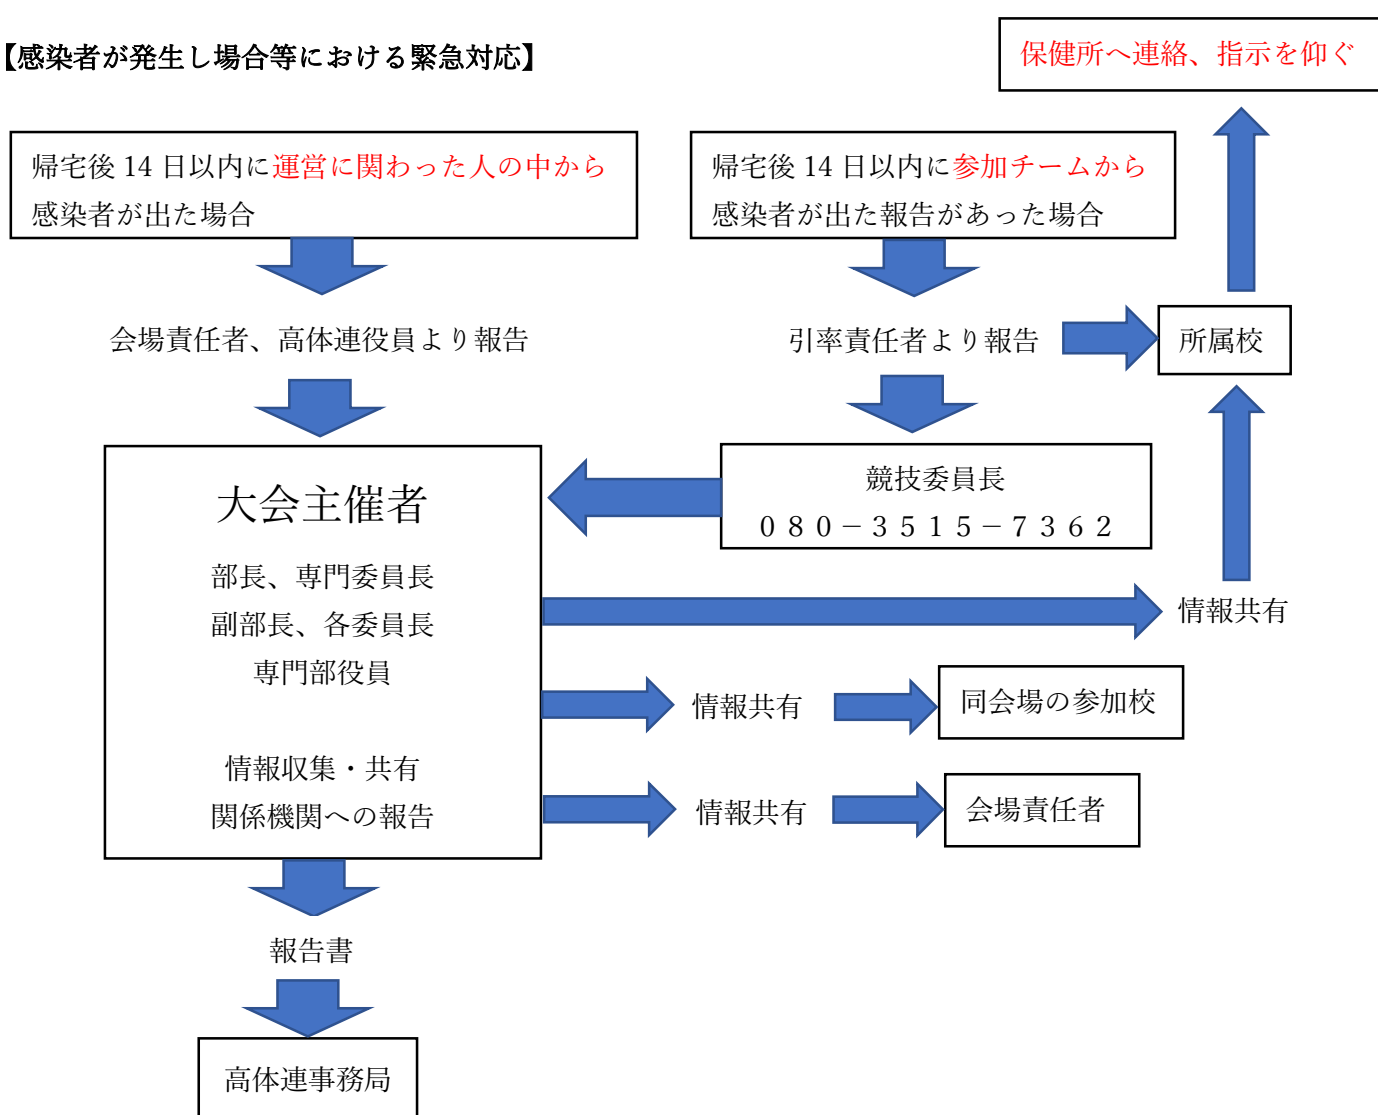 【感染者が発生し場合等における緊急対応】
保健所へ連絡、指示を仰ぐ
帰宅後 14 日以内に運営に関わった人の中から
感染者が出た場合
帰宅後 14 日以内に参加チームから
感染者が出た報告があった場合
会場責任者、高体連役員より報告
引率責任者より報告
所属校
大会主催者
部長、専門委員長
副部長、各委員長
専門部役員
情報収集・共有
関係機関への報告
競技委員長
０８０－３５１５－７３６２
情報共有
情報共有
同会場の参加校
情報共有
会場責任者
報告書
高体連事務局